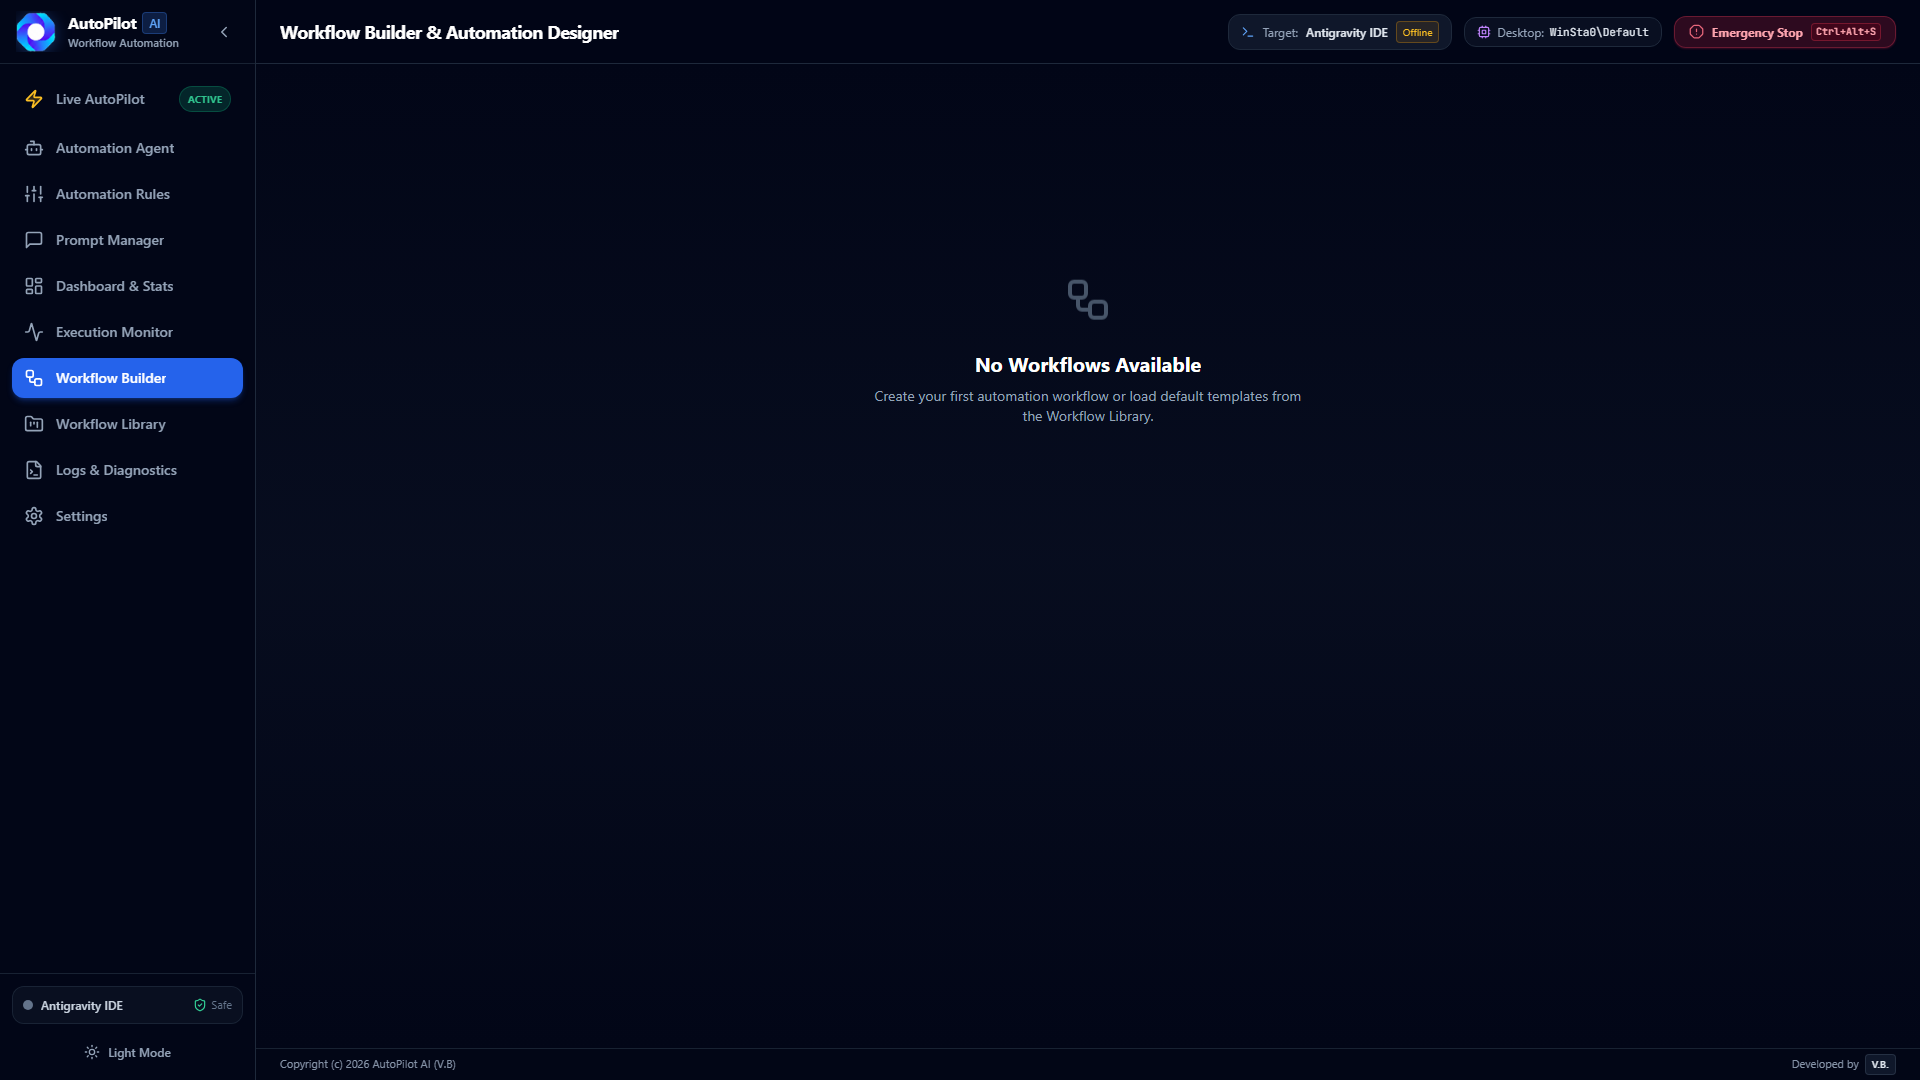 AutoPilot AI
Workflow Automation
Workflow Builder & Automation Designer
Target: Antigravity IDE Offline
Desktop: WinSta0\Default
Emergency Stop Ctrl+Alt+S
Live AutoPilot ACTIVE
Automation Agent
Automation Rules
Prompt Manager
Dashboard & Stats
Execution Monitor
Workflow Builder
Workflow Library
Logs & Diagnostics
Settings
No Workflows Available
Create your first automation workflow or load default templates from
the Workflow Library.
Antigravity IDE Safe
Light Mode
Copyright (c) 2026 AutoPilot AI (V.B)
Developed by V.B.